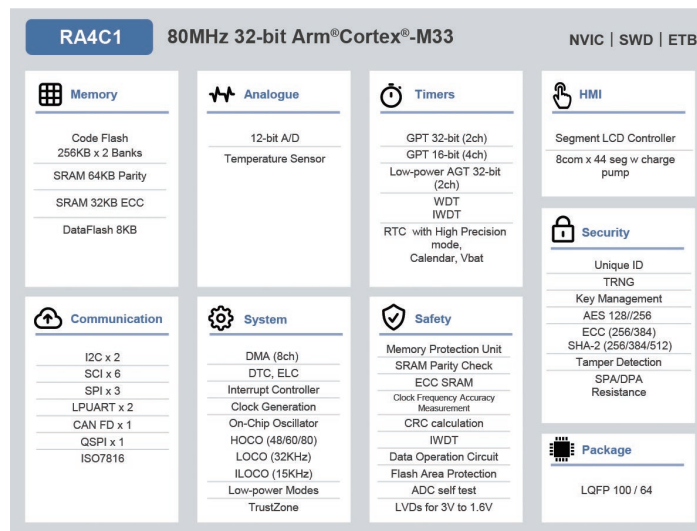 RA4C1
80MHz 32-bit Arm®Cortex®-M33
NVIC | SWD | ETB
Memory
Code Flash
256KB x 2 Banks
SRAM 64KB Parity
SRAM 32KB ECC
DataFlash 8KB
Analogue
12-bit A/D
Temperature Sensor
Timers
GPT 32-bit (2ch)
GPT 16-bit (4ch)
Low-power AGT 32-bit
(2ch)
WDT
IWDT
RTC with High Precision
mode,
Calendar, Vbat
HMI
Segment LCD Controller
8com x 44 seg w charge
pump
Security
Unique ID
TRNG
Key Management
AES 128//256
ECC (256/384)
SHA-2 (256/384/512)
Tamper Detection
SPA/DPA
Resistance
Communication
I2C x 2
SCI x 6
SPI x 3
LPUART x 2
CAN FD x 1
QSPI x 1
ISO7816
System
DMA (8ch)
DTC, ELC
Interrupt Controller
Clock Generation
On-Chip Oscillator
HOCO (48/60/80)
LOCO (32KHz)
ILOCO (15KHz)
Low-power Modes
TrustZone
Safety
Memory Protection Unit
SRAM Parity Check
ECC SRAM
Clock Frequency Accuracy
Measurement
CRC calculation
IWDT
Data Operation Circuit
Flash Area Protection
ADC self test
LVDs for 3V to 1.6V
Package
LQFP 100 / 64